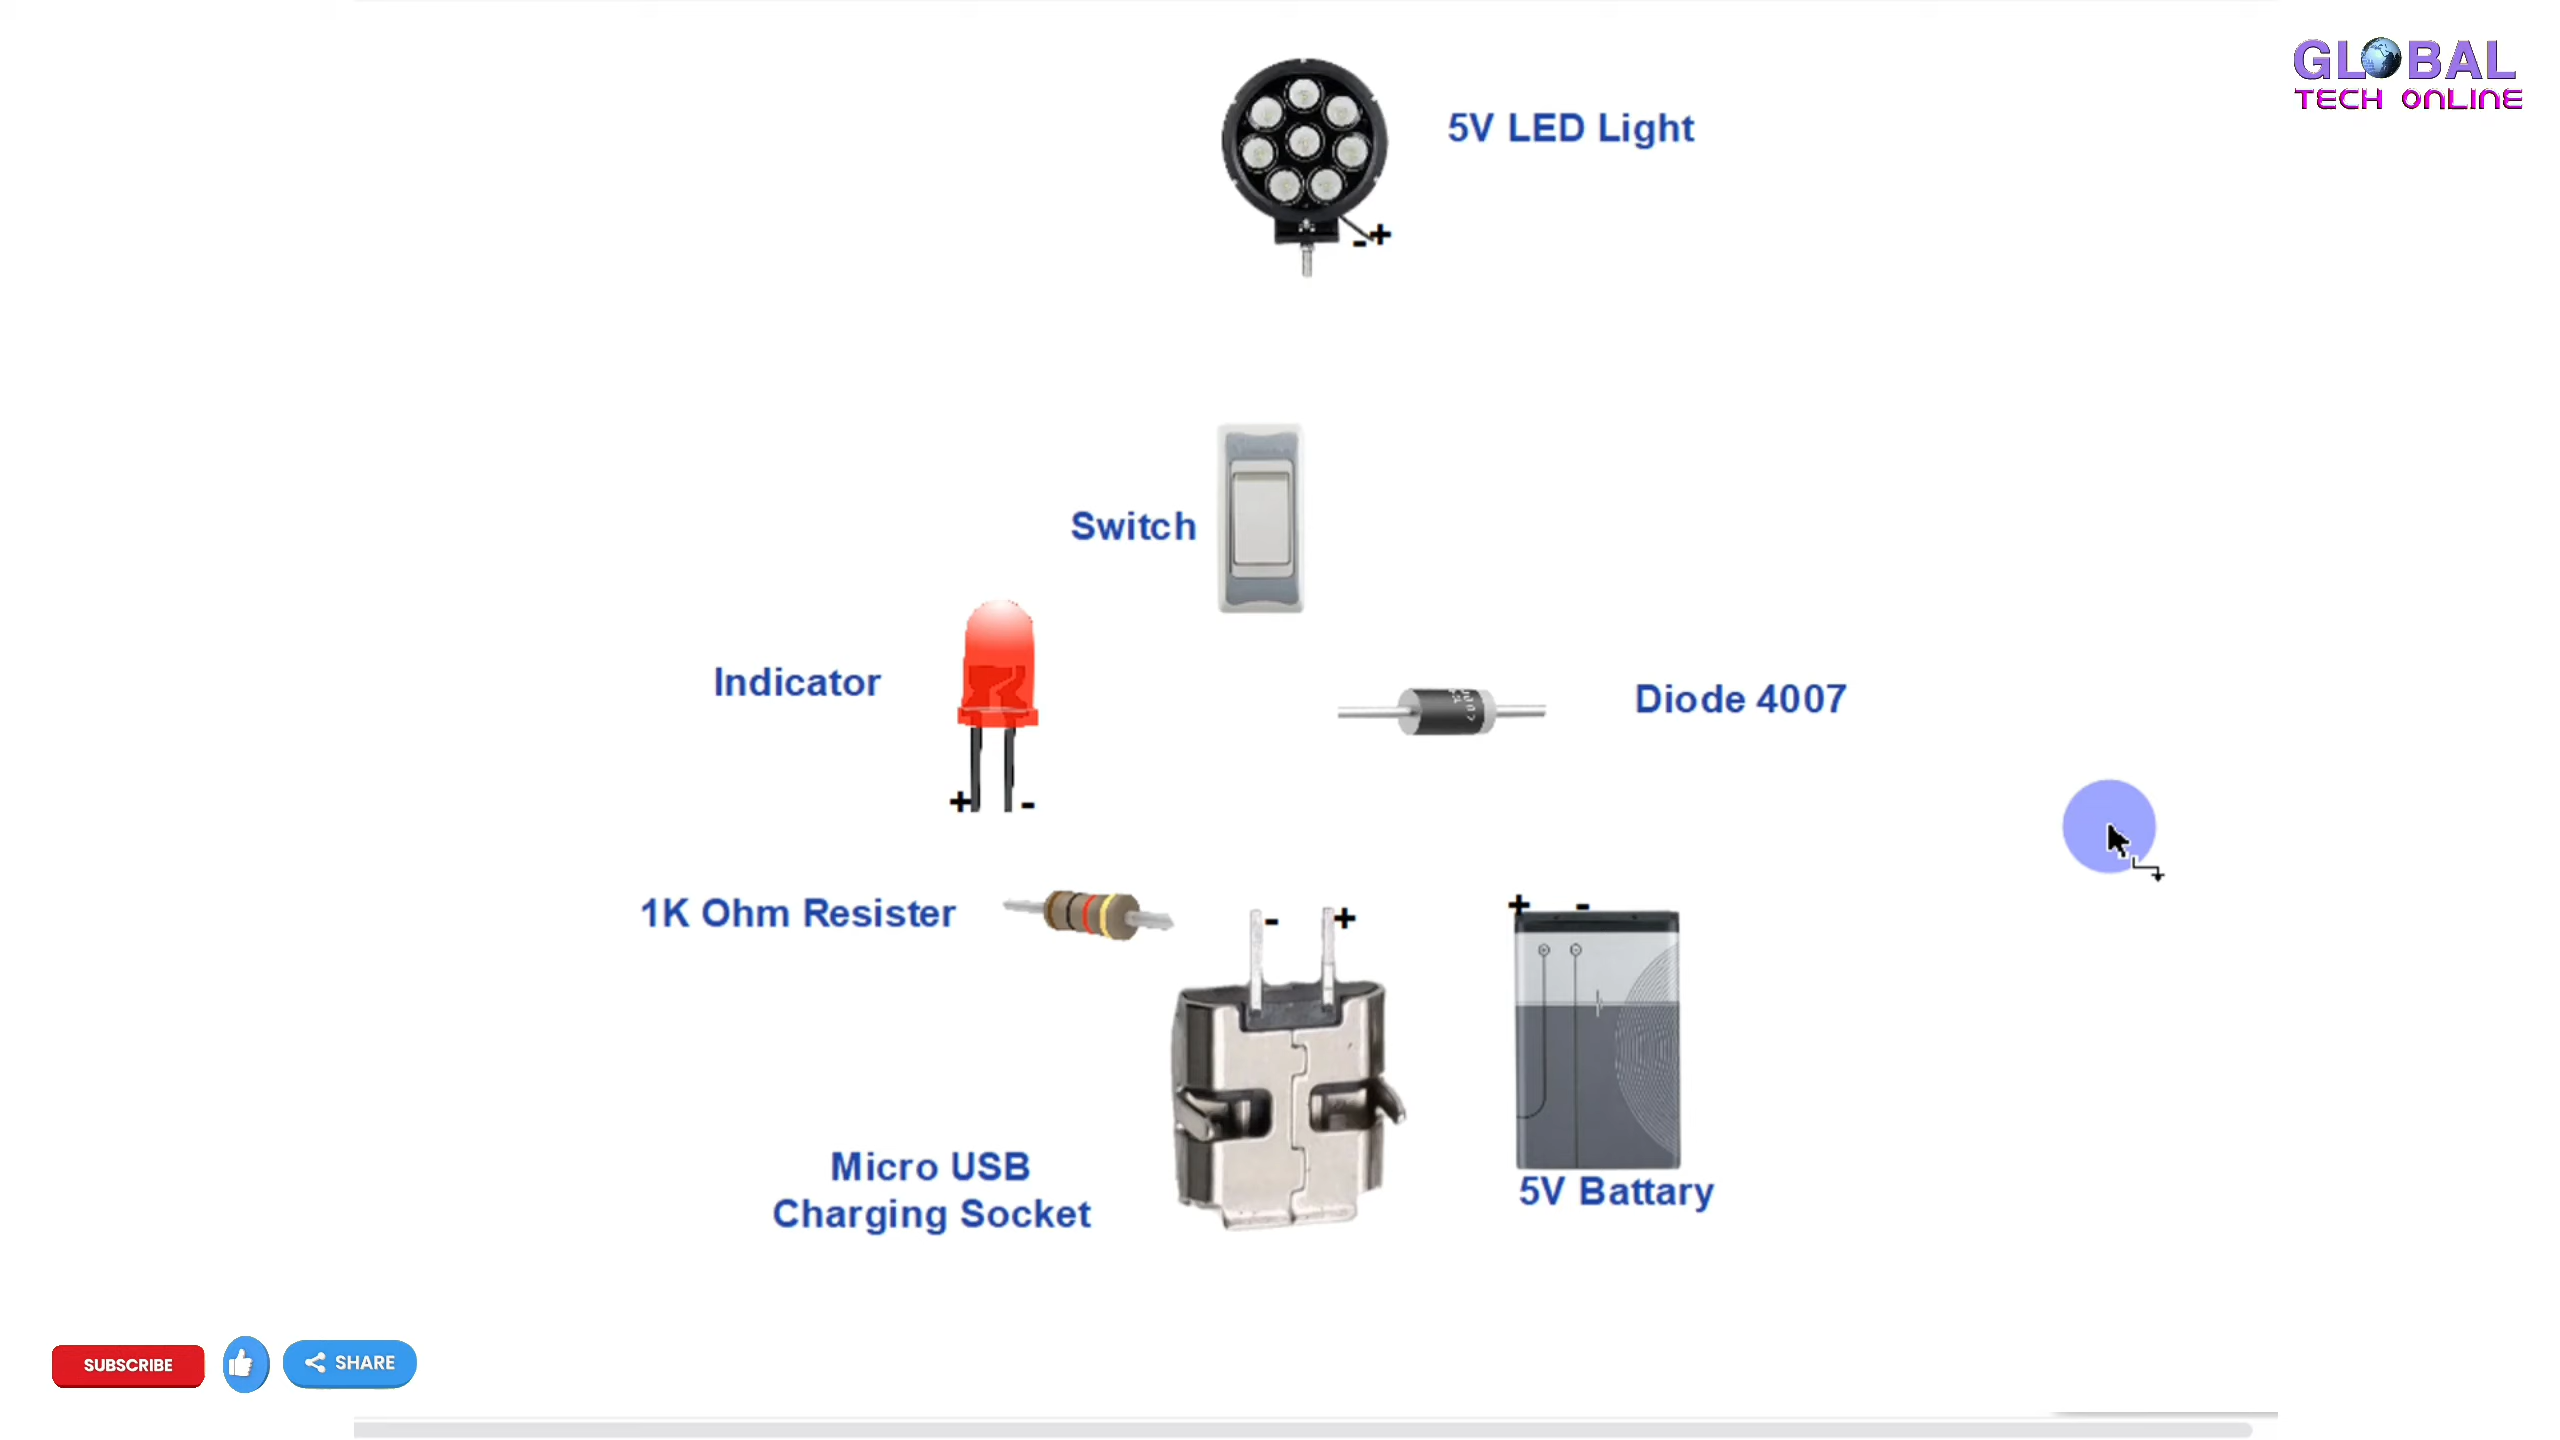 GLOBAL
TECH ONLINE
5V LED Light
- +
Switch
Indicator
Diode 4007
+ -
1K Ohm Resister
- +
+ -
Micro USB
Charging Socket
5V Battary
SUBSCRIBE
SHARE